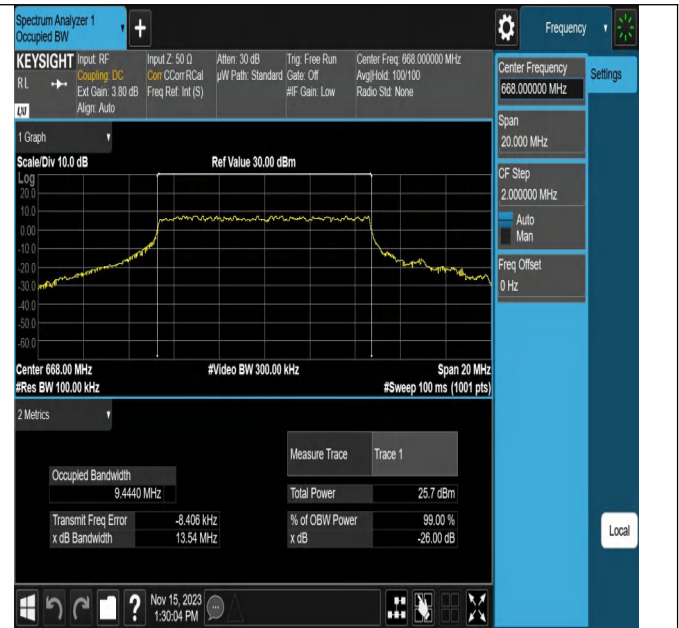 Spectrum Analyzer 1
Occupied BW
+
Frequency
KEYSIGHT Input: RF Input Z: 50 Ω Atten: 30 dB Trig: Free Run Center Freq: 668.000000 MHz
RL Coupling: DC Corr CCorr RCal µW Path: Standard Gate: Off Avg|Hold: 100/100
Ext Gain: 3.80 dB Freq Ref: Int (S) #IF Gain: Low Radio Std: None
LXI Align: Auto
Center Frequency
668.000000 MHz
Settings
Span
20.000 MHz
CF Step
2.000000 MHz
Auto
Man
Freq Offset
0 Hz
Local
1 Graph
Scale/Div 10.0 dB Ref Value 30.00 dBm
Log
20.0
10.0
0.00
-10.0
-20.0
-30.0
-40.0
-50.0
-60.0
Center 668.00 MHz #Video BW 300.00 kHz Span 20 MHz
#Res BW 100.00 kHz #Sweep 100 ms (1001 pts)
2 Metrics
Measure Trace Trace 1
Occupied Bandwidth
9.4440 MHz
Total Power 25.7 dBm
Transmit Freq Error -8.406 kHz % of OBW Power 99.00 %
x dB Bandwidth 13.54 MHz x dB -26.00 dB
? Nov 15, 2023
1:30:04 PM